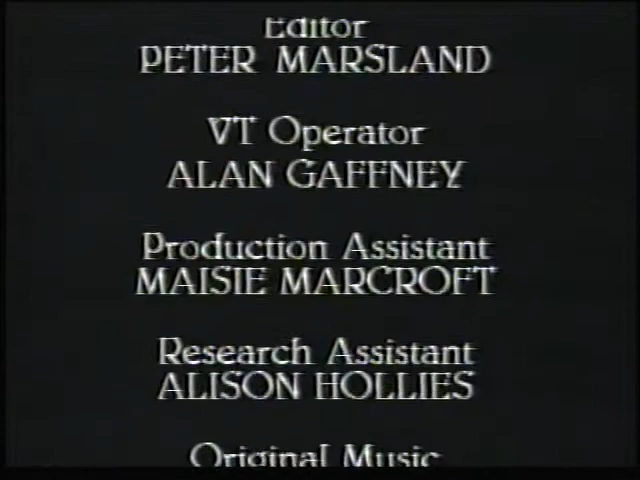 Editor
PETER MARSLAND
VT Operator
ALAN GAFFNEY
Production Assistant
MAISIE MARCROFT
Research Assistant
ALISON HOLLIES
Original Music